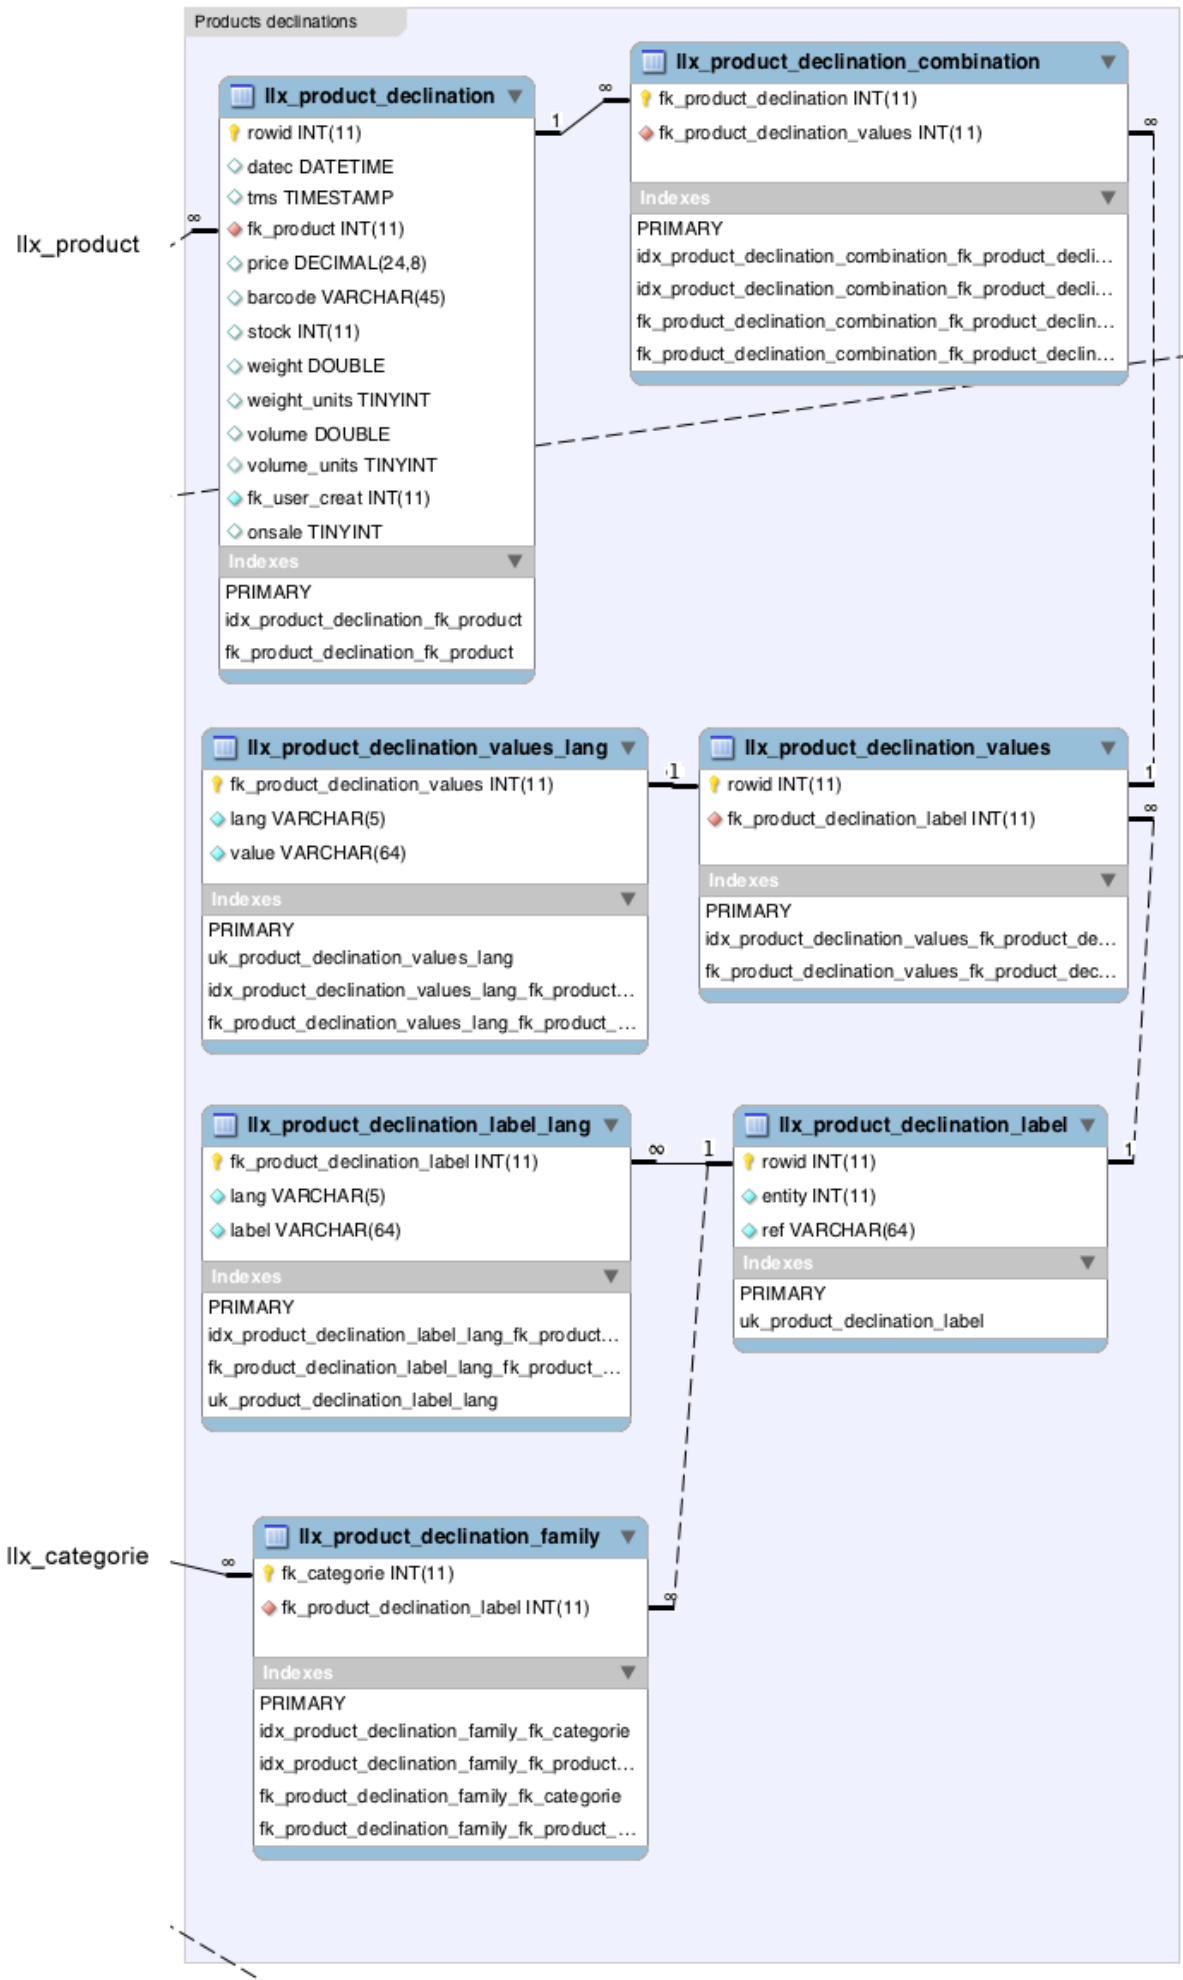 Products declinations
llx_product_declination
rowid INT(11)
datec DATETIME
tms TIMESTAMP
fk_product INT(11)
price DECIMAL(24,8)
barcode VARCHAR(45)
stock INT(11)
weight DOUBLE
weight_units TINYINT
volume DOUBLE
volume_units TINYINT
fk_user_creat INT(11)
onsale TINYINT
Indexes
PRIMARY
idx_product_declination_fk_product
fk_product_declination_fk_product
1
∞
llx_product_declination_combination
fk_product_declination INT(11)
fk_product_declination_values INT(11)
Indexes
PRIMARY
idx_product_declination_combination_fk_product_decli...
idx_product_declination_combination_fk_product_decli...
fk_product_declination_combination_fk_product_declin...
fk_product_declination_combination_fk_product_declin...
∞
llx_product
∞
llx_product_declination_values_lang
fk_product_declination_values INT(11)
lang VARCHAR(5)
value VARCHAR(64)
Indexes
PRIMARY
uk_product_declination_values_lang
idx_product_declination_values_lang_fk_product...
fk_product_declination_values_lang_fk_product_...
1
llx_product_declination_values
rowid INT(11)
fk_product_declination_label INT(11)
Indexes
PRIMARY
idx_product_declination_values_fk_product_de...
fk_product_declination_values_fk_product_dec...
1
∞
llx_product_declination_label_lang
fk_product_declination_label INT(11)
lang VARCHAR(5)
label VARCHAR(64)
Indexes
PRIMARY
idx_product_declination_label_lang_fk_product...
fk_product_declination_label_lang_fk_product_...
uk_product_declination_label_lang
∞
1
llx_product_declination_label
rowid INT(11)
entity INT(11)
ref VARCHAR(64)
Indexes
PRIMARY
uk_product_declination_label
1
llx_categorie
∞
llx_product_declination_family
fk_categorie INT(11)
fk_product_declination_label INT(11)
Indexes
PRIMARY
idx_product_declination_family_fk_categorie
idx_product_declination_family_fk_product...
fk_product_declination_family_fk_categorie
fk_product_declination_family_fk_product_...
∞